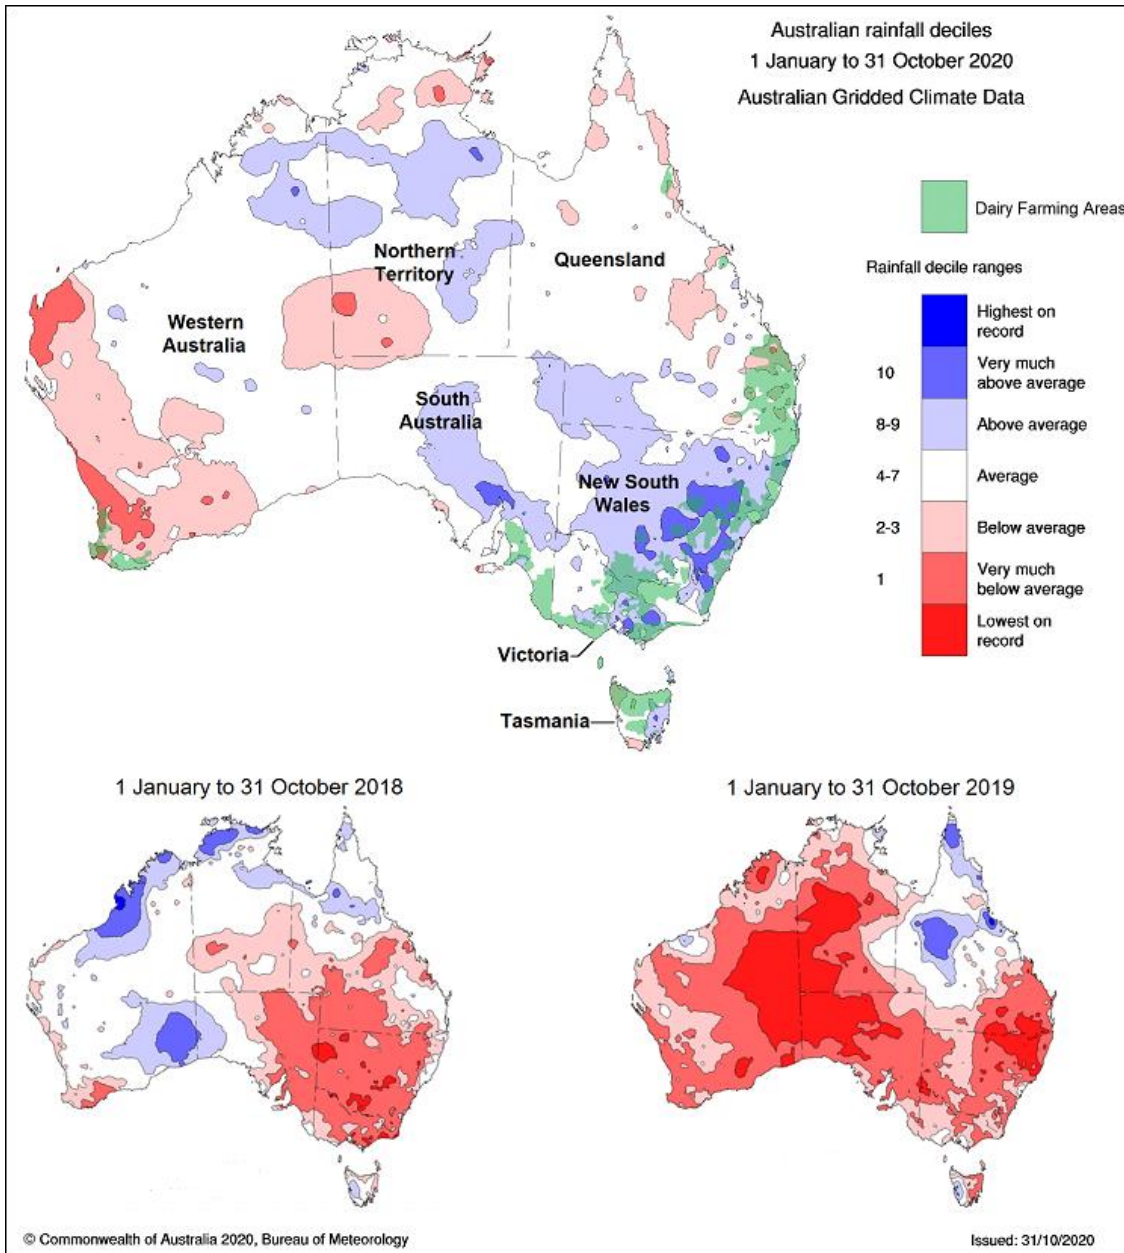 Australian rainfall deciles
1 January to 31 October 2020
Australian Gridded Climate Data
Dairy Farming Areas
Rainfall decile ranges
Highest on
record
10
Very much
above average
8-9
Above average
4-7
Average
2-3
Below average
1
Very much
below average
Lowest on
record
Northern
Territory
Queensland
Western
Australia
South
Australia
New South
Wales
Victoria
Tasmania
1 January to 31 October 2018
1 January to 31 October 2019
© Commonwealth of Australia 2020, Bureau of Meteorology
Issued: 31/10/2020